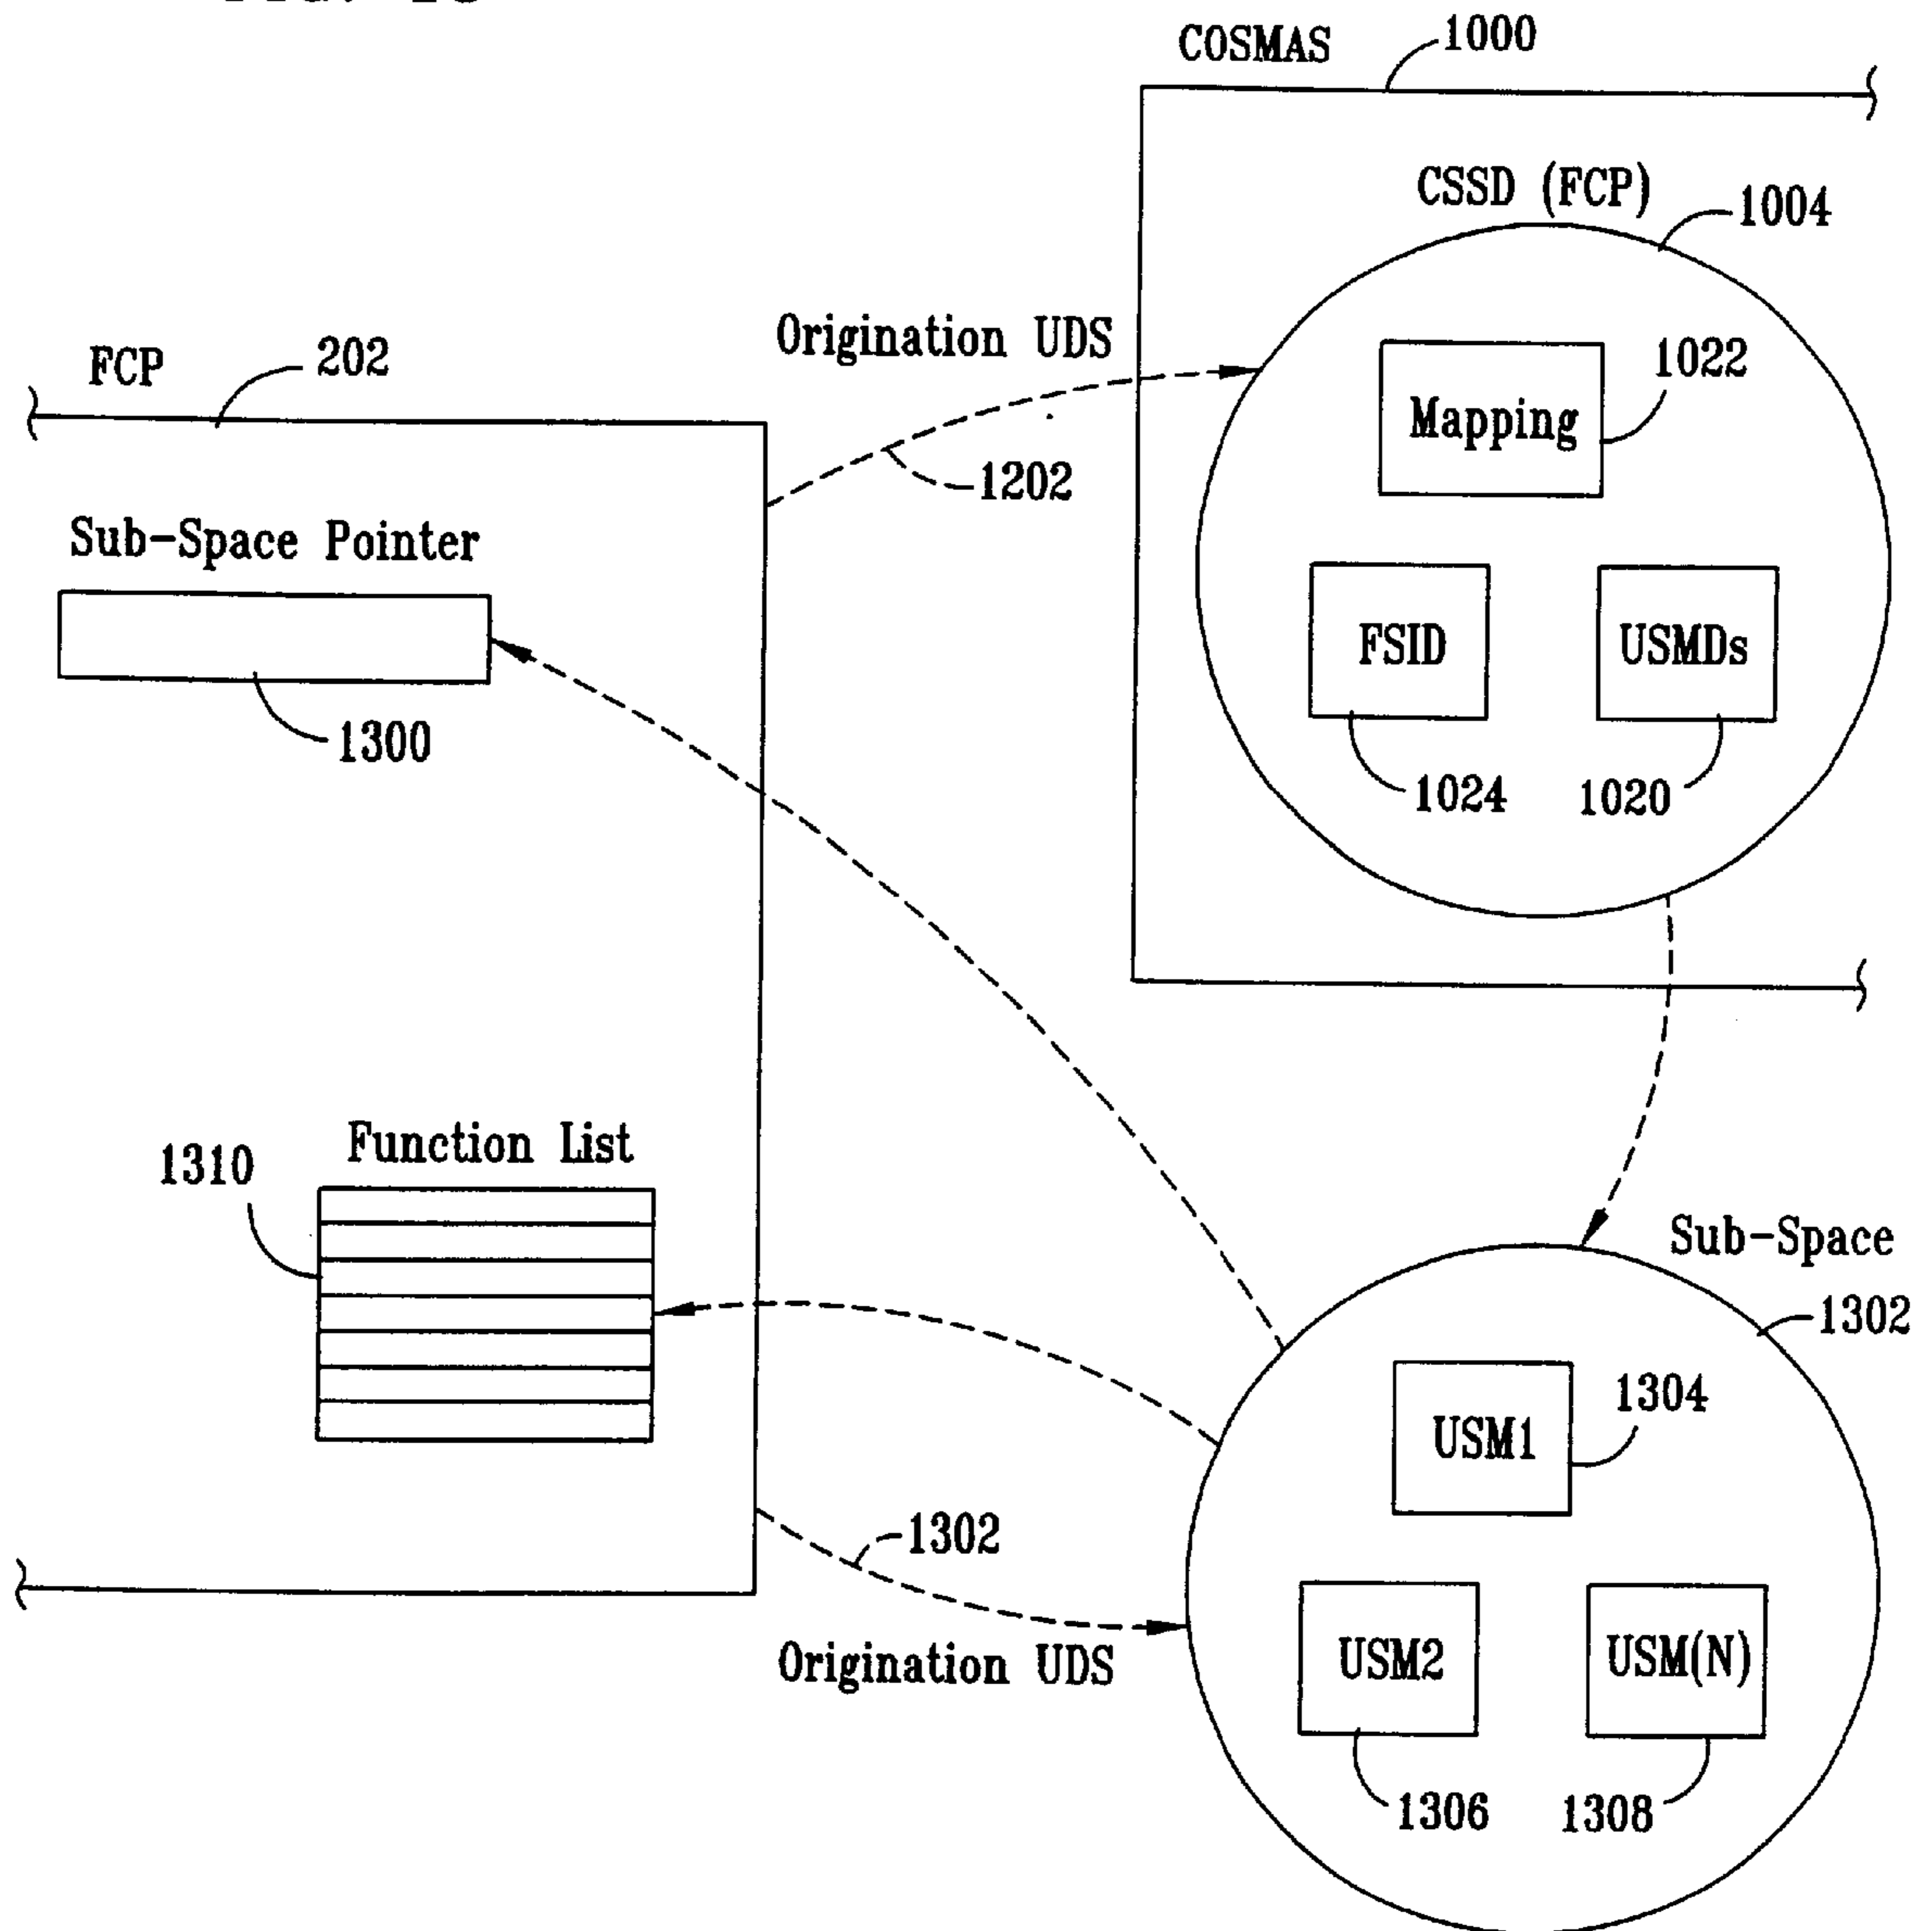 COSMAS
1000
CSSD (FCP)
1004
Origination UDS
Mapping
1022
FCP
202
1202
Sub-Space Pointer
FSID
USMDs
1300
1024
1020
Function List
1310
Sub-Space
1302
USM1
1304
1302
USM2
USM(N)
Origination UDS
1306
1308